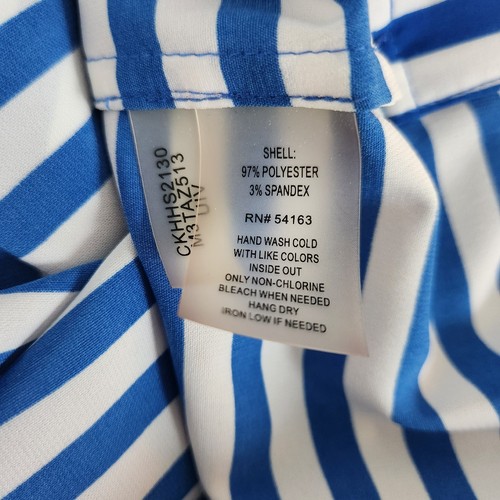 SHELL:
97% POLYESTER
3% SPANDEX
RN# 54163
HAND WASH COLD
WITH LIKE COLORS
INSIDE OUT
ONLY NON-CHLORINE
BLEACH WHEN NEEDED
HANG DRY
IRON LOW IF NEEDED
CKHHS2130
M3TAZ513